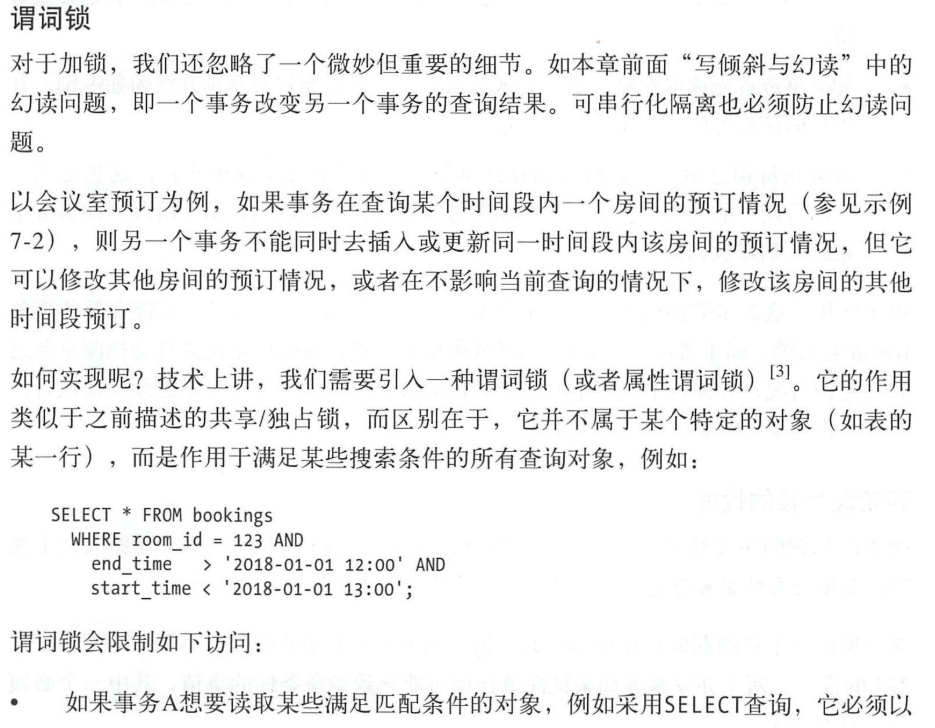 谓词锁
对于加锁，我们还忽略了一个微妙但重要的细节。如本章前面“写倾斜与幻读”中的
幻读问题，即一个事务改变另一个事务的查询结果。可串行化隔离也必须防止幻读问
题。
以会议室预订为例，如果事务在查询某个时间段内一个房间的预订情况（参见示例
7-2），则另一个事务不能同时去插入或更新同一时间段内该房间的预订情况，但它
可以修改其他房间的预订情况，或者在不影响当前查询的情况下，修改该房间的其他
时间段预订。
如何实现呢？技术上讲，我们需要引入一种谓词锁（或者属性谓词锁）[3]。它的作用
类似于之前描述的共享/独占锁，而区别在于，它并不属于某个特定的对象（如表的
某一行），而是作用于满足某些搜索条件的所有查询对象，例如：
SELECT * FROM bookings
WHERE room_id = 123 AND
end_time > '2018-01-01 12:00' AND
start_time < '2018-01-01 13:00';
谓词锁会限制如下访问：
• 如果事务A想要读取某些满足匹配条件的对象，例如采用SELECT查询，它必须以